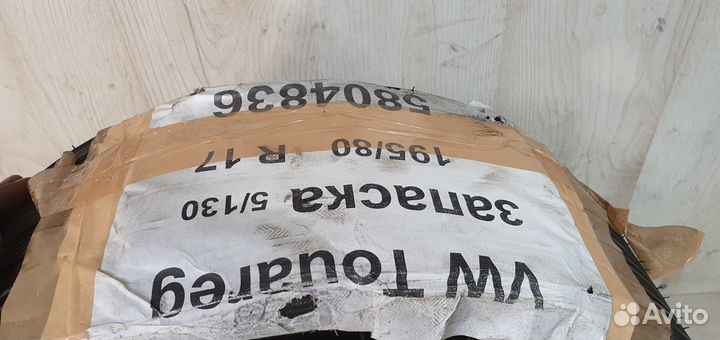 VW Touareg
запаска 5/130
195/80 R 17
5804836
Avito